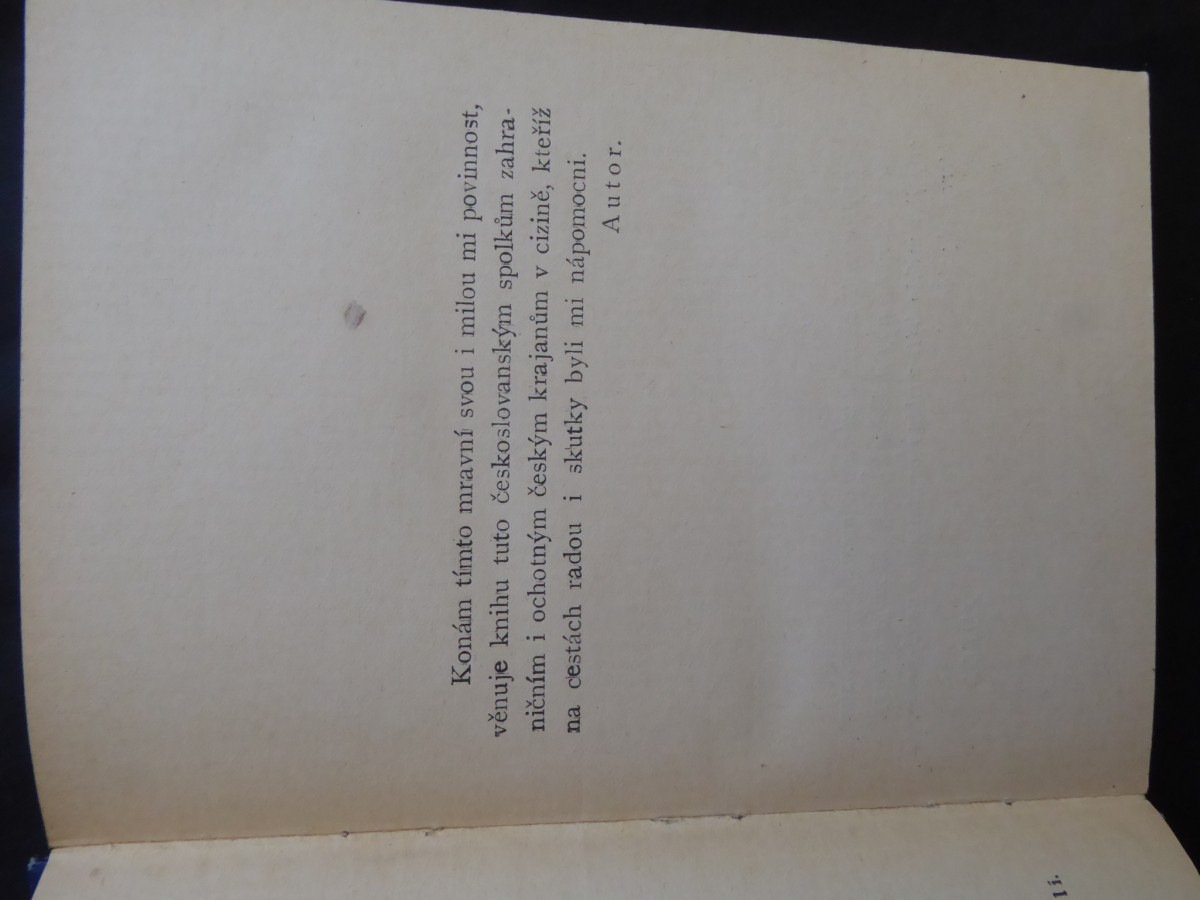 Konám tímto mravní svou i milou mi povinnost,
věnuje knihu tuto československým spolkům zahra-
ničním i ochotným českým krajanům v cizině, kteříž
na cestách radou i skutky byli mi nápomocni.
Autor.